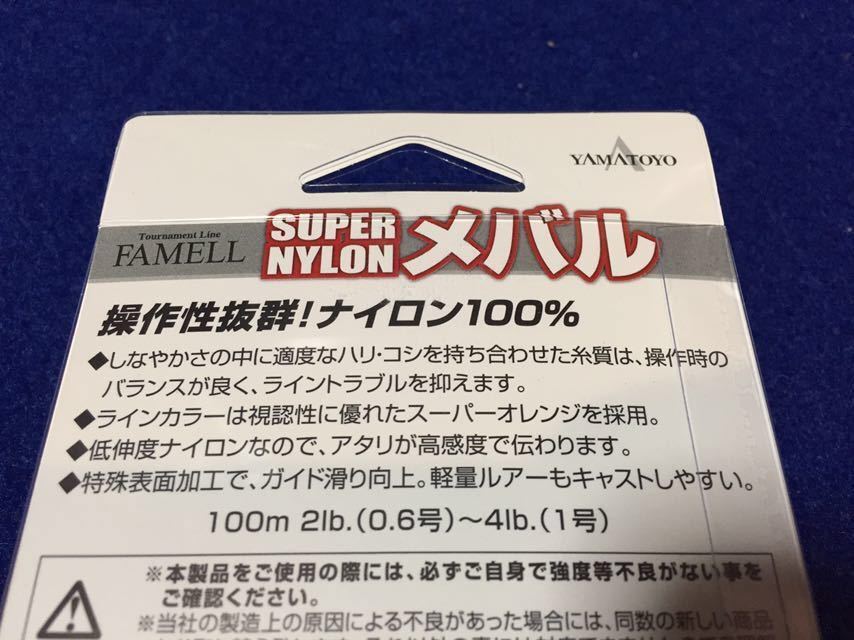 YAMATOYO
Tournament Line
FAMELL
SUPER
NYLON
メバル
操作性抜群!ナイロン100%
◆しなやかさの中に適度なハリ・コシを持ち合わせた糸質は、操作時の
バランスが良く、ライントラブルを抑えます。
◆ラインカラーは視認性に優れたスーパーオレンジを採用。
◆低伸度ナイロンなので、アタリが高感度で伝わります。
◆特殊表面加工で、ガイド滑り向上。軽量ルアーもキャストしやすい。
100m 2lb.(0.6号)〜4lb.(1号)
※本製品をご使用の際には、必ずご自身で強度等不良がない事を
ご確認ください。
※当社の製造上の原因による不良があった場合には、同数の新しい商品